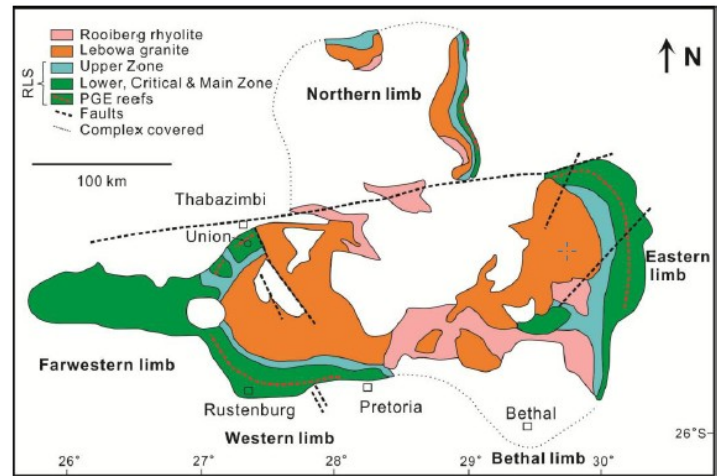 Rooiberg rhyolite
Lebowa granite
Upper Zone
Lower, Critical & Main Zone
PGE reefs
RLS
Faults
Complex covered
100 km
N
Northern limb
Thabazimbi
Union
Eastern
limb
Farwestern limb
Rustenburg
Pretoria
Western limb
Bethal
Bethal limb
26°S
26°
27°
28°
29°
30°